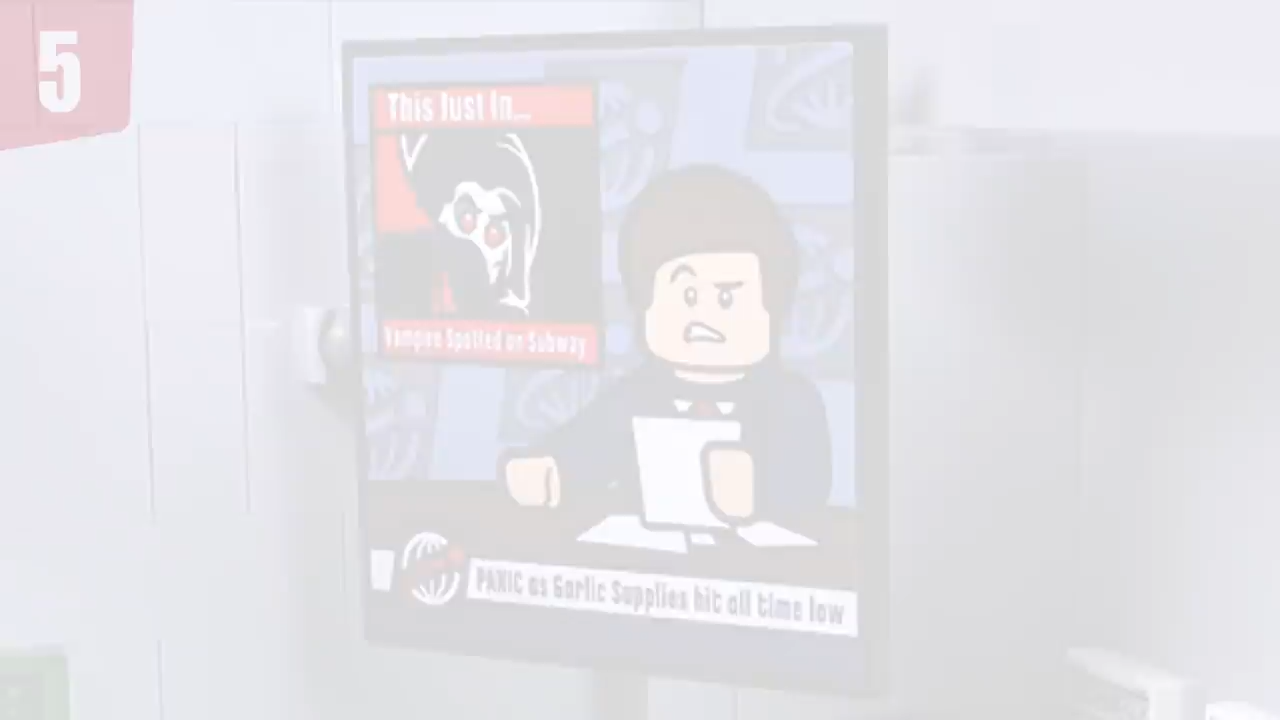 5
This Just In...
Vampire Spotted on Subway
PANIC as Garlic Supplies hit all time low